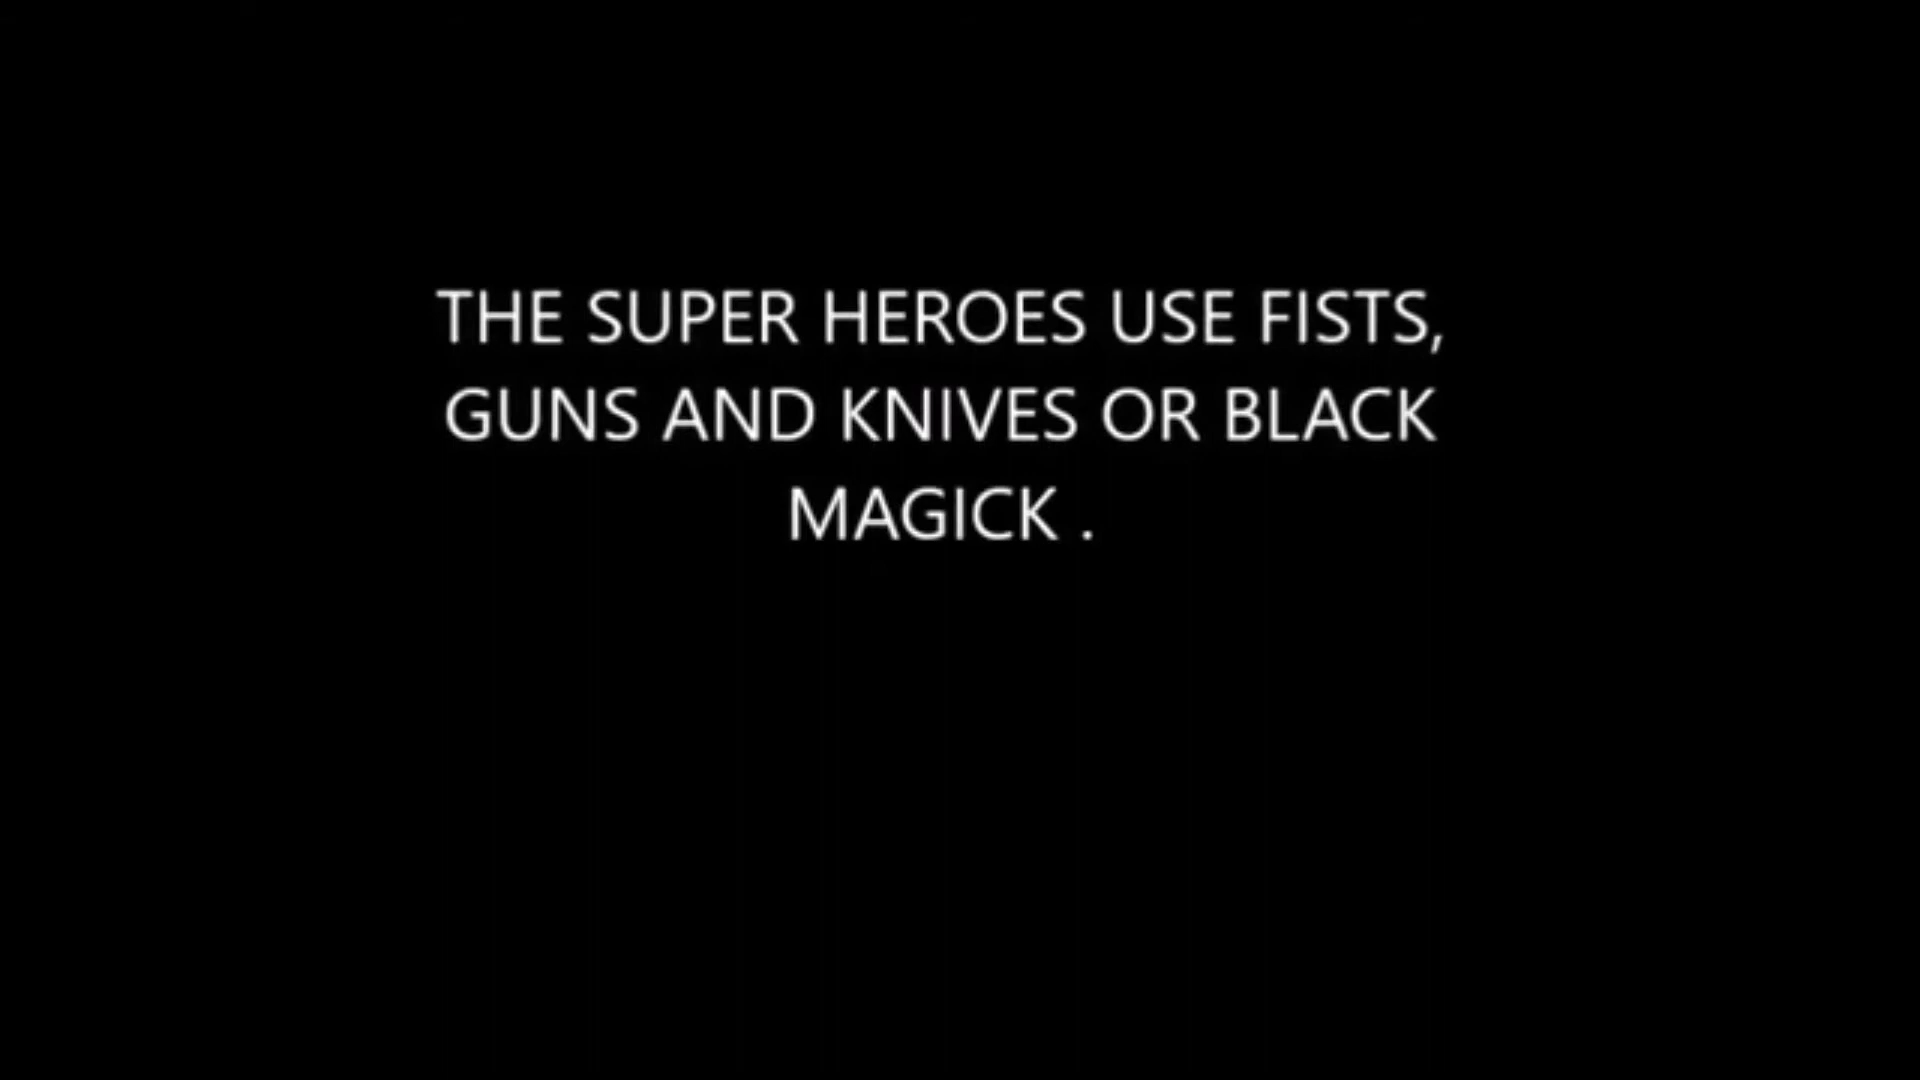 THE SUPER HEROES USE FISTS,
GUNS AND KNIVES OR BLACK
MAGICK .